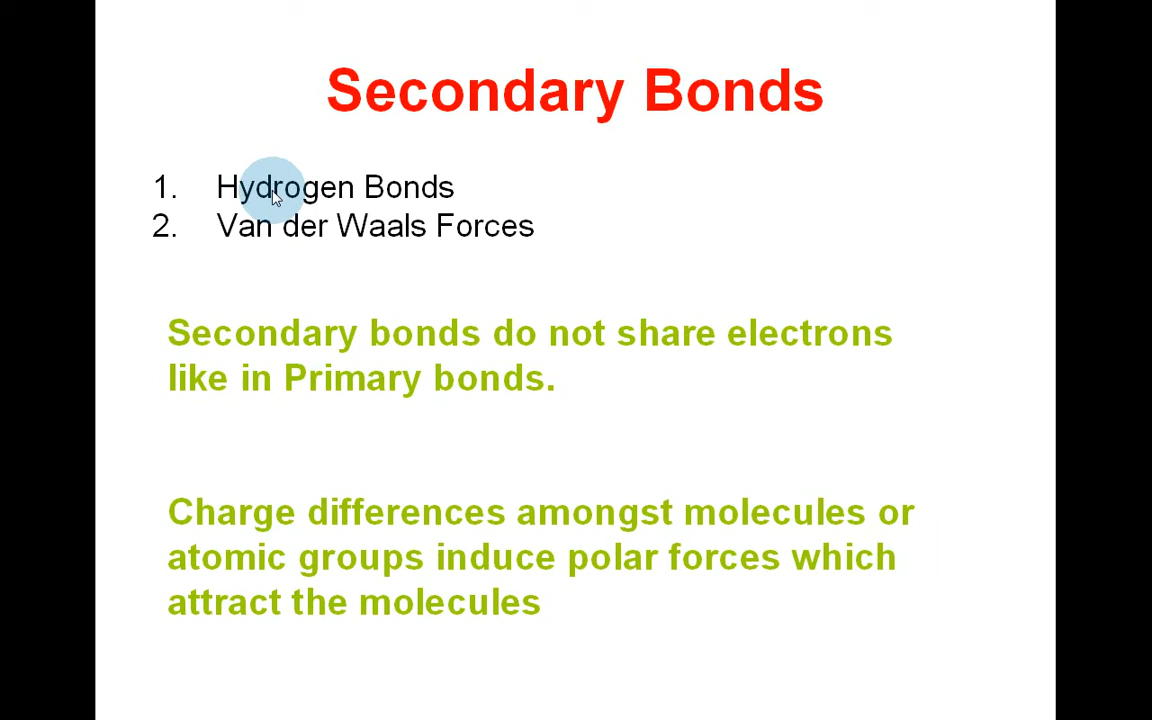 Secondary Bonds
1. Hydrogen Bonds
2. Van der Waals Forces
Secondary bonds do not share electrons
like in Primary bonds.
Charge differences amongst molecules or
atomic groups induce polar forces which
attract the molecules